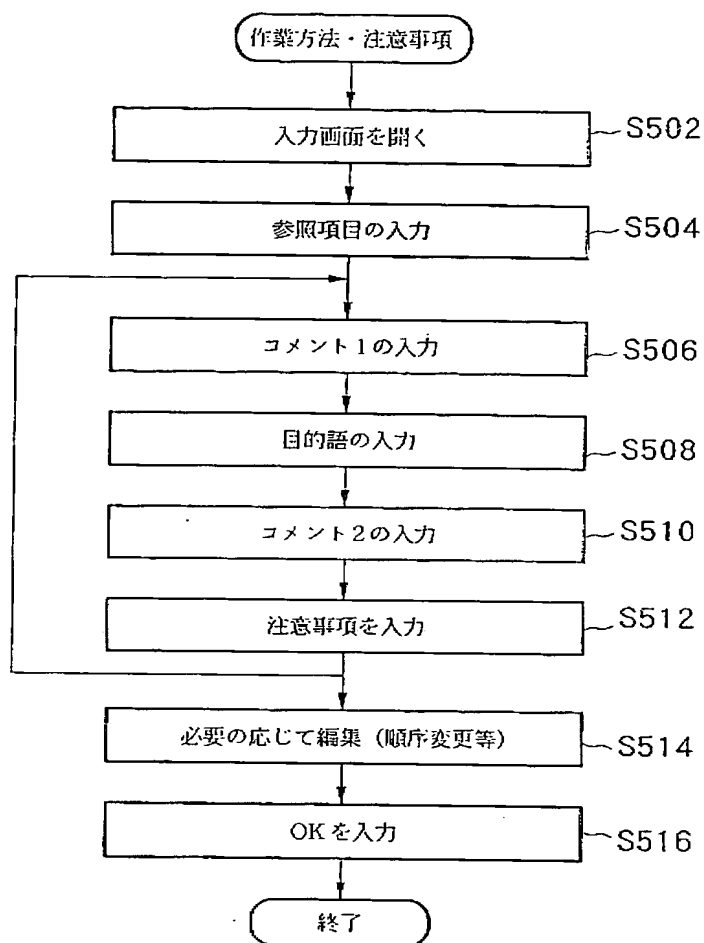 作業方法・注意事項
入力画面を開く
S502
参照項目の入力
S504
コメント1の入力
S506
目的語の入力
S508
コメント2の入力
S510
注意事項を入力
S512
必要の応じて編集（順序変更等）
S514
OKを入力
S516
終了